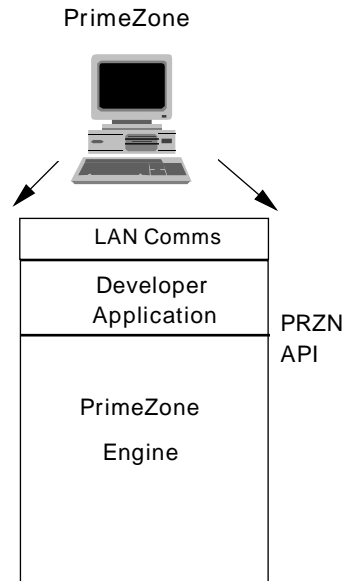 PrimeZone
LAN Comms
Developer
Application
PRZN
API
PrimeZone
Engine